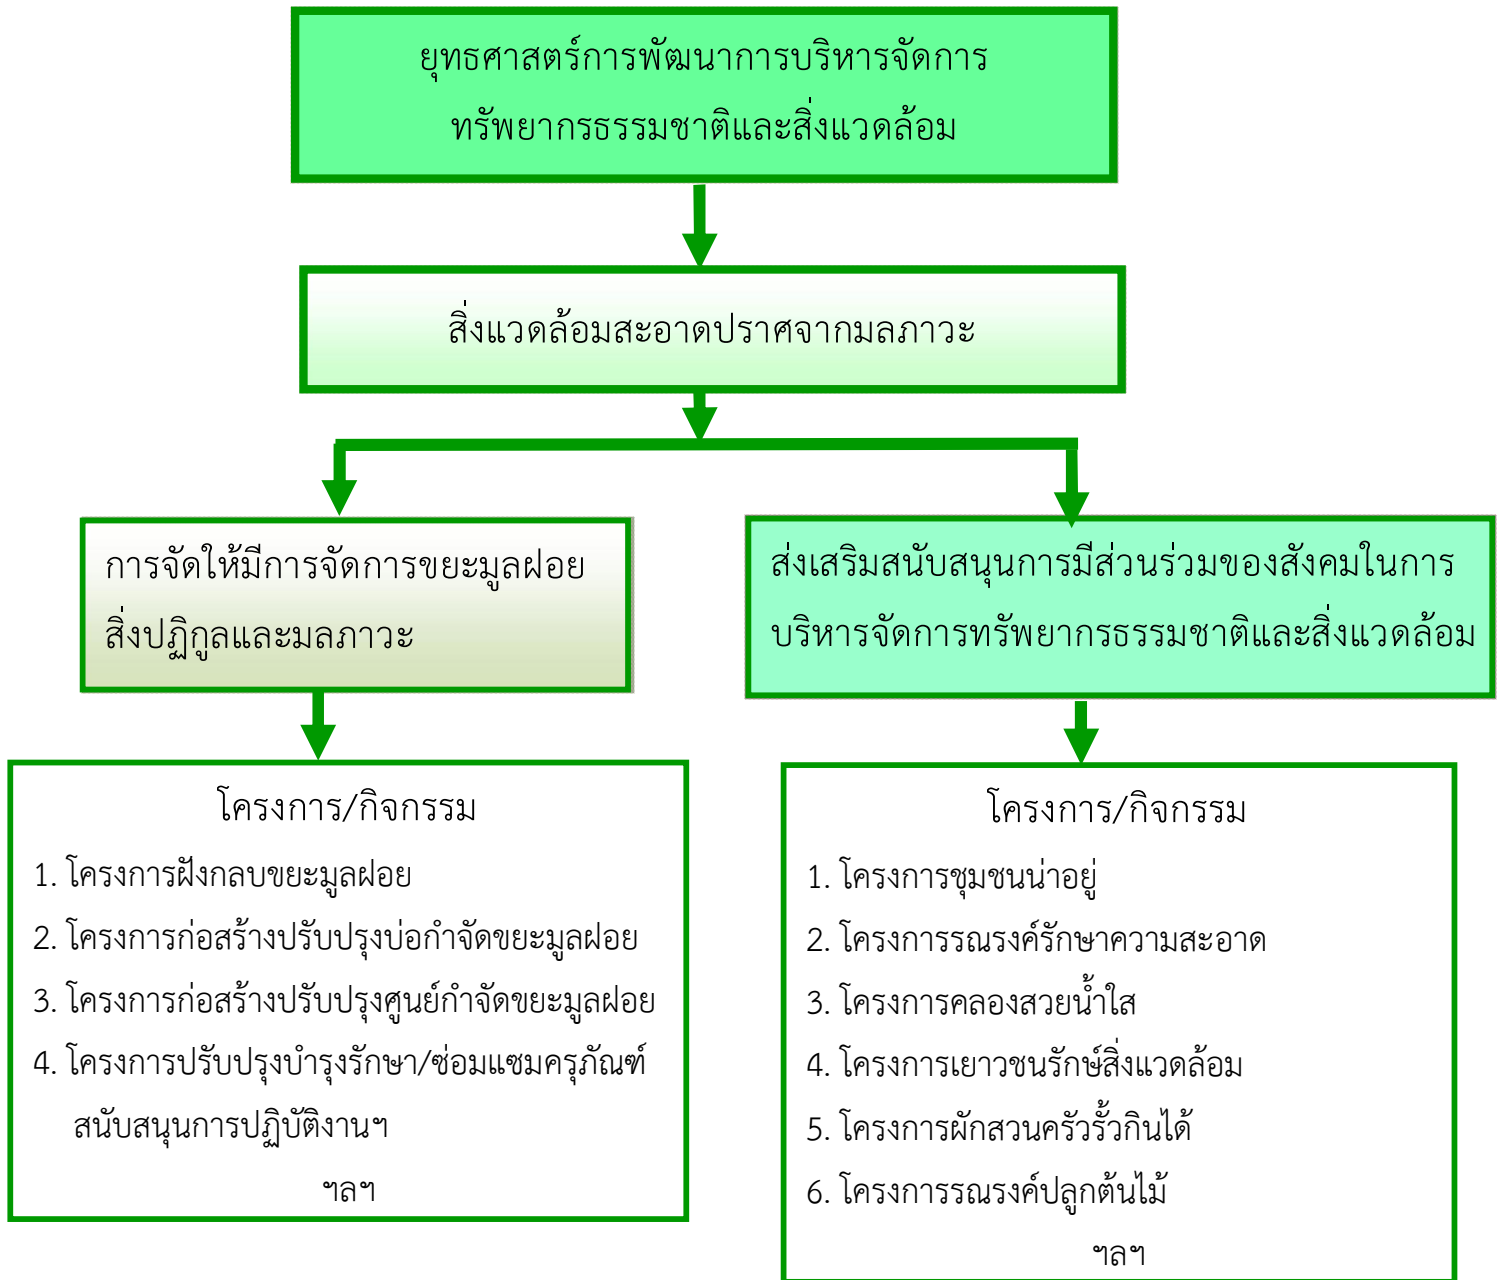 ยุทธศาสตร์การพัฒนาการบริหารจัดการ
ทรัพยากรธรรมชาติและสิ่งแวดล้อม
สิ่งแวดล้อมสะอาดปราศจากมลภาวะ
การจัดให้มีการจัดการขยะมูลฝอย
สิ่งปฏิกูลและมลภาวะ
ส่งเสริมสนับสนุนการมีส่วนร่วมของสังคมในการ
บริหารจัดการทรัพยากรธรรมชาติและสิ่งแวดล้อม
โครงการ/กิจกรรม
1. โครงการฝังกลบขยะมูลฝอย
2. โครงการก่อสร้างปรับปรุงบ่อกำจัดขยะมูลฝอย
3. โครงการก่อสร้างปรับปรุงศูนย์กำจัดขยะมูลฝอย
4. โครงการปรับปรุงบำรุงรักษา/ซ่อมแซมครุภัณฑ์
สนับสนุนการปฏิบัติงานฯ
ฯลฯ
โครงการ/กิจกรรม
1. โครงการชุมชนน่าอยู่
2. โครงการรณรงค์รักษาความสะอาด
3. โครงการคลองสวยน้ำใส
4. โครงการเยาวชนรักษ์สิ่งแวดล้อม
5. โครงการผักสวนครัวรั้วกินได้
6. โครงการรณรงค์ปลูกต้นไม้
ฯลฯ